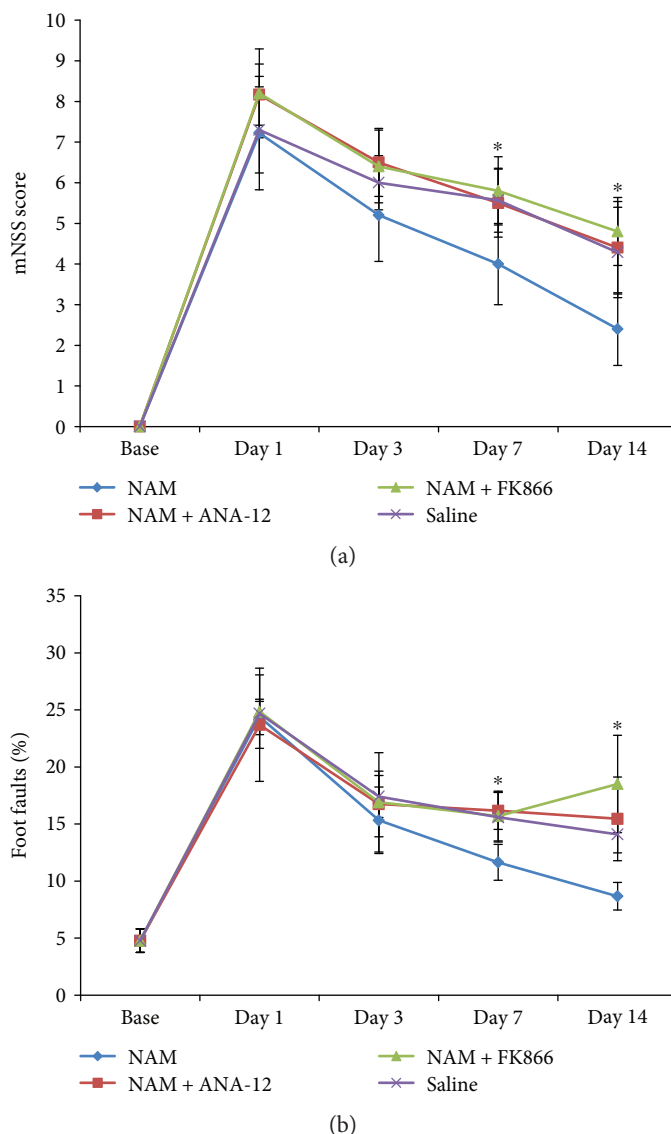 10
9
8
7
6
5
4
3
2
1
0
mNSS score
*
*
Base Day 1 Day 3 Day 7 Day 14
NAM NAM + FK866
NAM + ANA-12 Saline
(a)
35
30
25
20
15
10
5
0
Foot faults (%)
*
*
Base Day 1 Day 3 Day 7 Day 14
NAM NAM + FK866
NAM + ANA-12 Saline
(b)